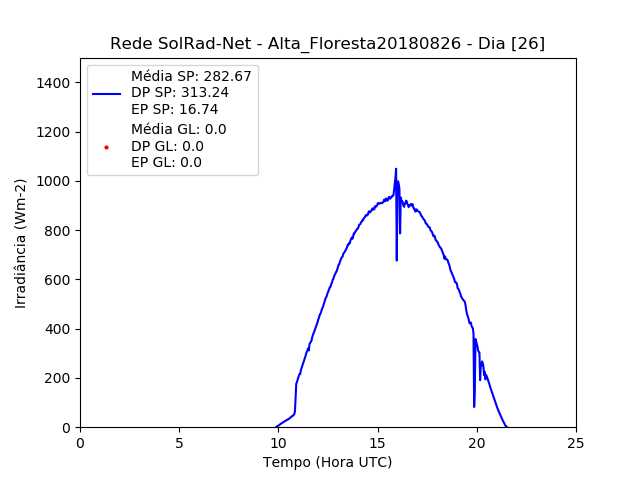 Rede SolRad-Net - Alta_Floresta20180826 - Dia [26]
Média SP: 282.67
DP SP: 313.24
EP SP: 16.74
Média GL: 0.0
DP GL: 0.0
EP GL: 0.0
1400
1200
1000
800
600
400
200
0
Irradiância (Wm-2)
0 5 10 15 20 25
Tempo (Hora UTC)